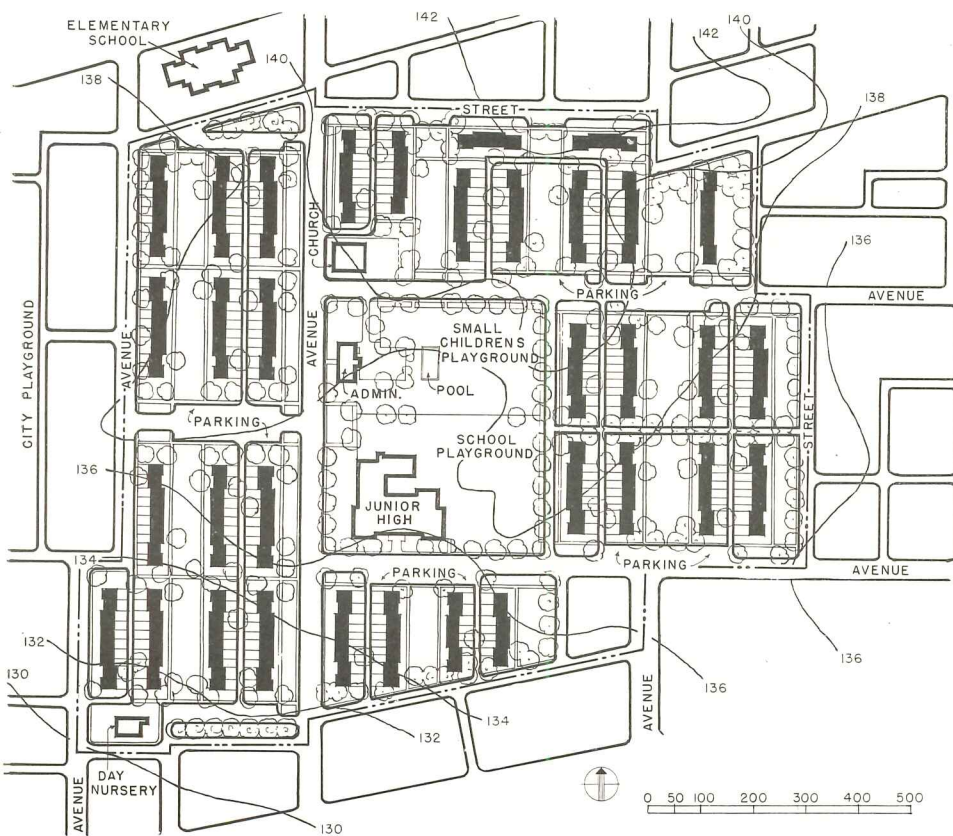 ELEMENTARY
SCHOOL
142
140
142
138
140
STREET
138
CHURCH
136
CITY PLAYGROUND
AVENUE
AVENUE
PARKING
AVENUE
SMALL
CHILDREN'S
PLAYGROUND
ADMIN.
POOL
STREET
PARKING
136
SCHOOL
PLAYGROUND
JUNIOR
HIGH
134
PARKING
PARKING
AVENUE
132
136
136
130
134
AVENUE
132
DAY
NURSERY
AVENUE
130
0 50 100 200 300 400 500